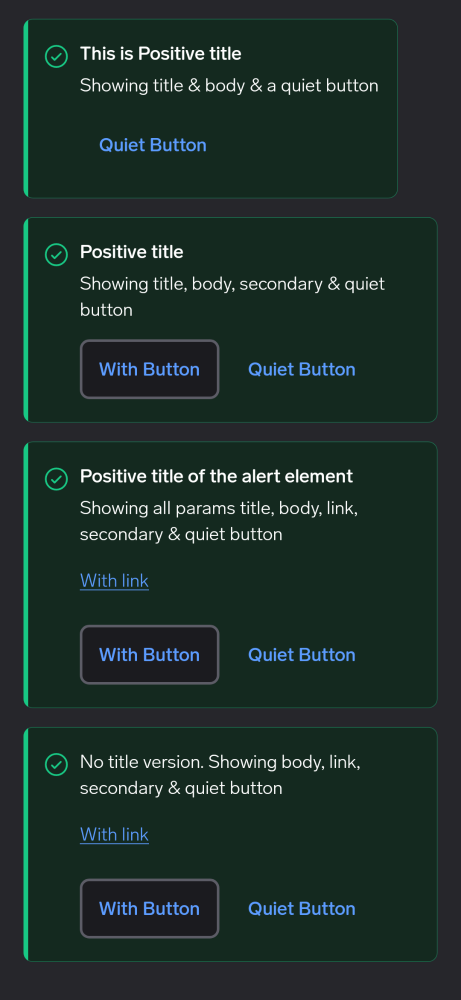 This is Positive title
Showing title & body & a quiet button
Quiet Button
Positive title
Showing title, body, secondary & quiet
button
With Button
Quiet Button
Positive title of the alert element
Showing all params title, body, link,
secondary & quiet button
With link
With Button
Quiet Button
No title version. Showing body, link,
secondary & quiet button
With link
With Button
Quiet Button